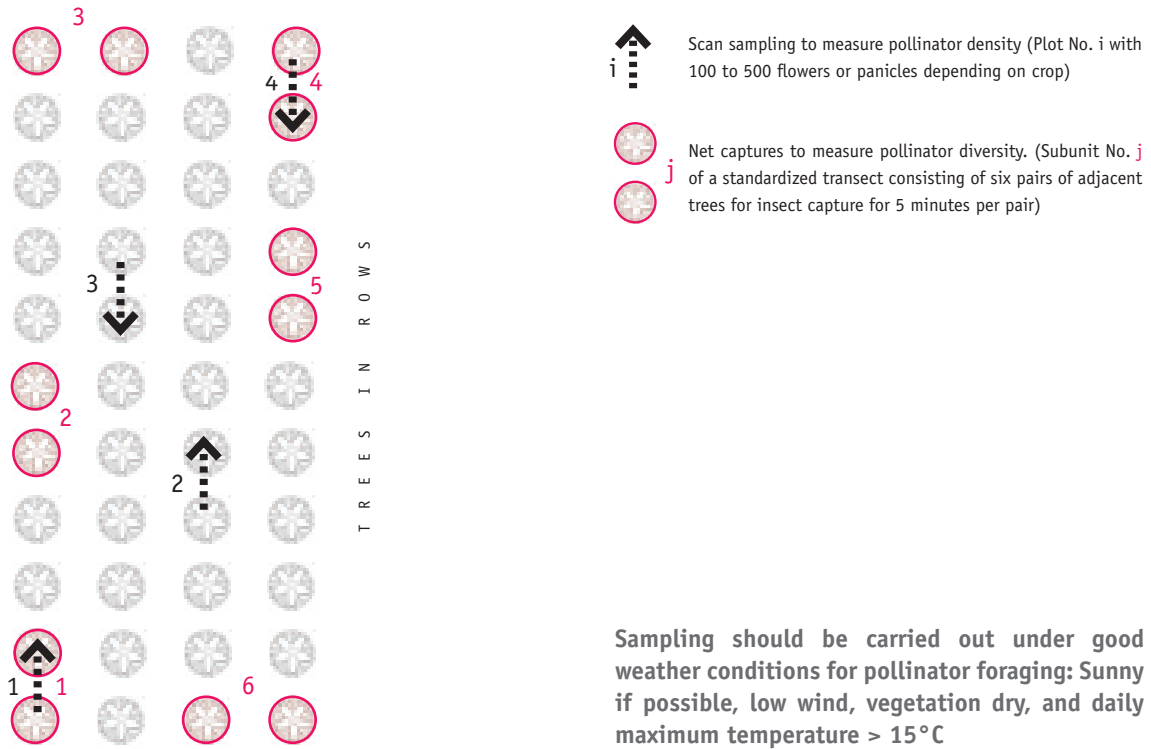 3
4
4
3
5
2
2
1
1
6
TREES IN ROWS
i
Scan sampling to measure pollinator density (Plot No. i with
100 to 500 flowers or panicles depending on crop)
j
Net captures to measure pollinator diversity. (Subunit No. j
of a standardized transect consisting of six pairs of adjacent
trees for insect capture for 5 minutes per pair)
Sampling should be carried out under good
weather conditions for pollinator foraging: Sunny
if possible, low wind, vegetation dry, and daily
maximum temperature > 15°C